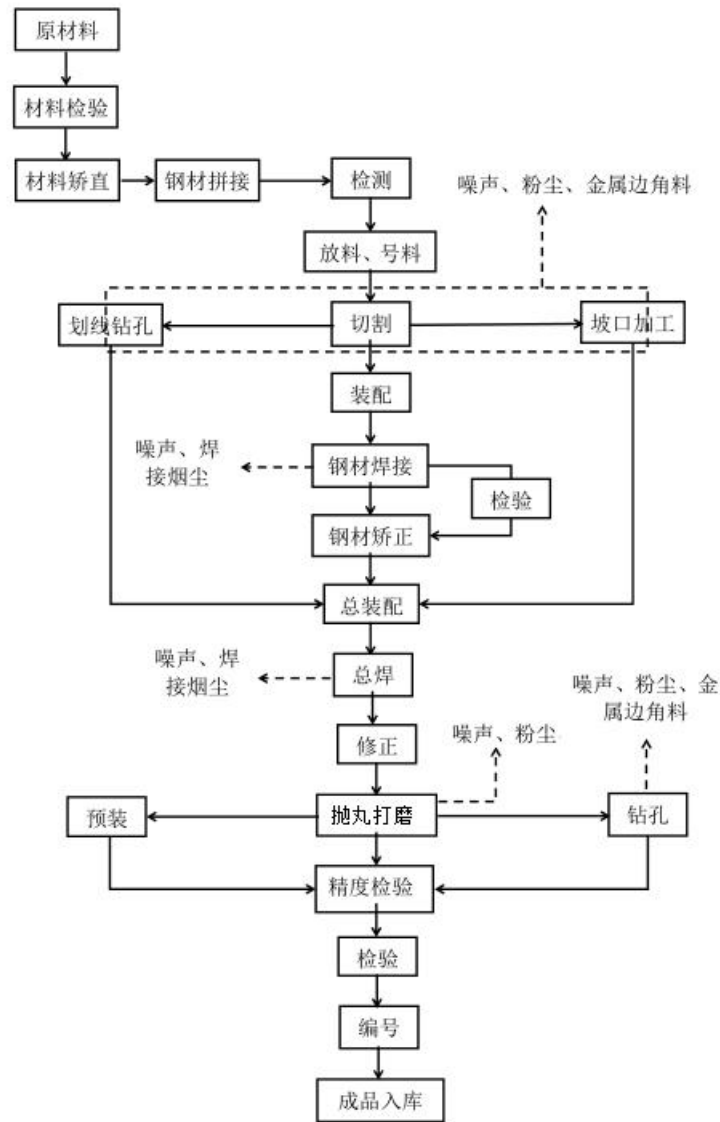 原材料
材料检验
材料矫直
钢材拼接
检测
噪声、粉尘、金属边角料
放料、号料
划线钻孔
切割
坡口加工
装配
噪声、焊
接烟尘
钢材焊接
检验
钢材矫正
总装配
噪声、焊
接烟尘
总焊
噪声、粉尘、金
属边角料
修正
噪声、粉尘
预装
抛丸打磨
钻孔
精度检验
检验
编号
成品入库